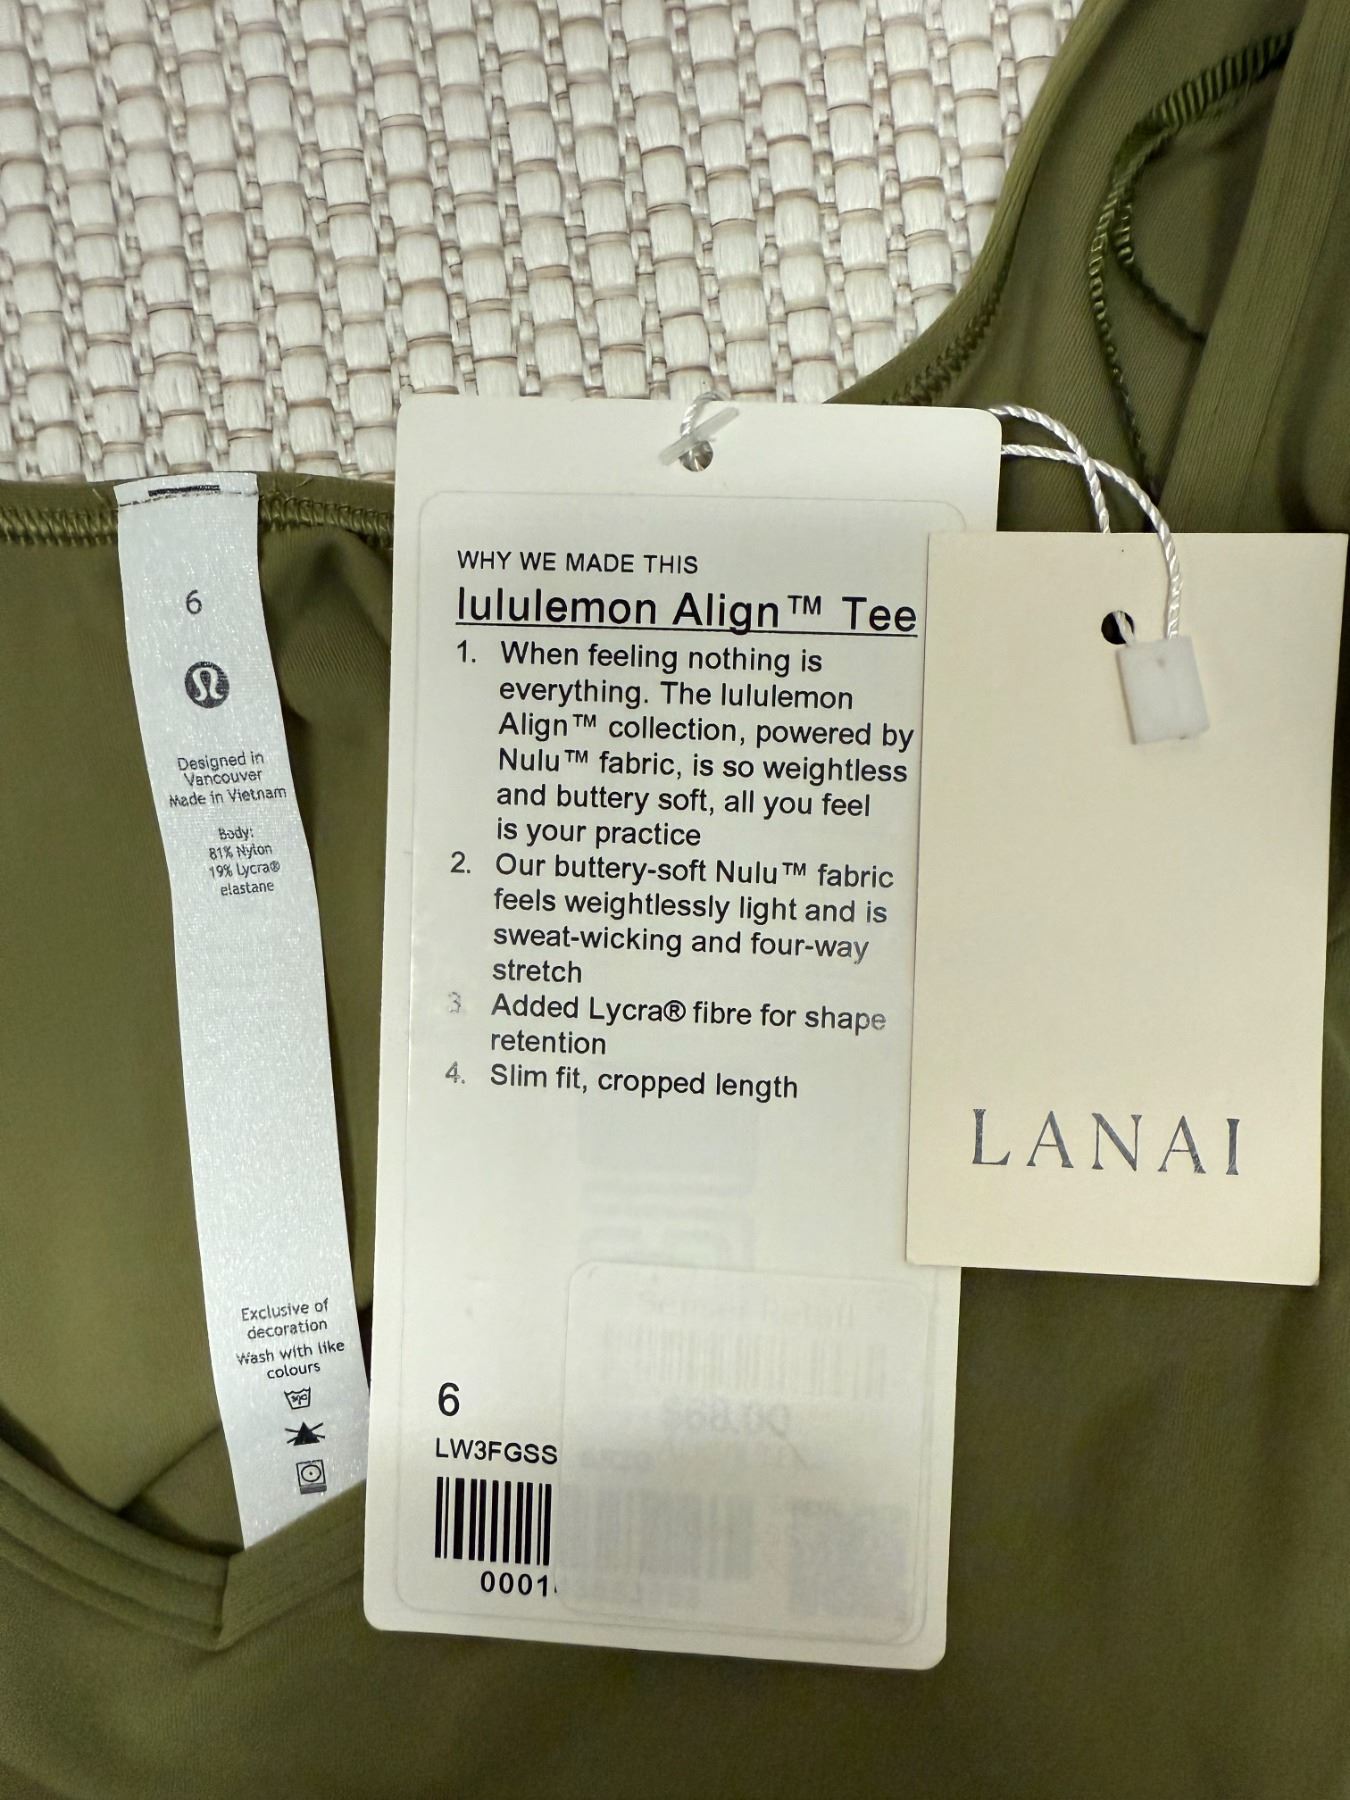 6
Designed in
Vancouver
Made in Vietnam
Body:
81% Nylon
19% Lycra®
elastane
Exclusive of
decoration
Wash with like
colours
WHY WE MADE THIS
lululemon Align™ Tee
1. When feeling nothing is
everything. The lululemon
Align™ collection, powered by
Nulu™ fabric, is so weightless
and buttery soft, all you feel
is your practice
2. Our buttery-soft Nulu™ fabric
feels weightlessly light and is
sweat-wicking and four-way
stretch
3 Added Lycra® fibre for shape
retention
4. Slim fit, cropped length
6
LW3FGSS
0001
LANAI